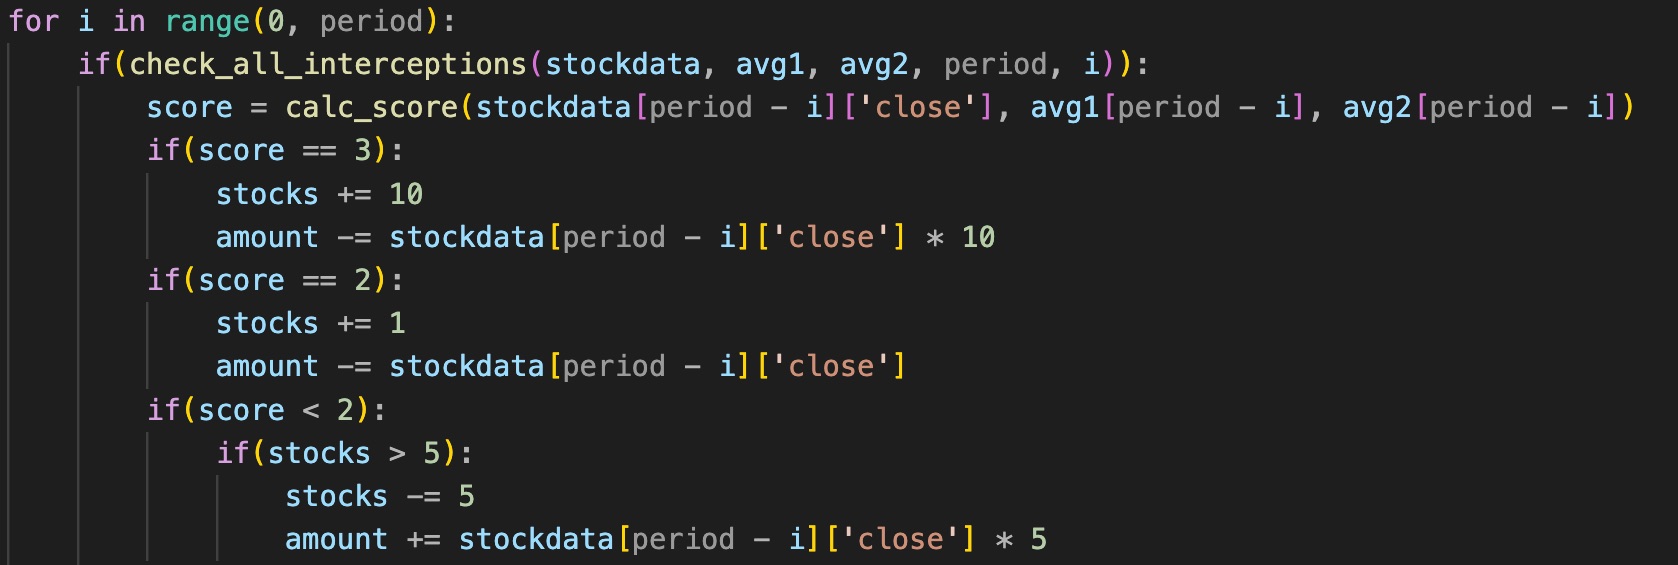 for i in range(0, period):
    if(check_all_interceptions(stockdata, avg1, avg2, period, i)):
        score = calc_score(stockdata[period - i]['close'], avg1[period - i], avg2[period - i])
        if(score == 3):
            stocks += 10
            amount -= stockdata[period - i]['close'] * 10
        if(score == 2):
            stocks += 1
            amount -= stockdata[period - i]['close']
        if(score < 2):
            if(stocks > 5):
                stocks -= 5
                amount += stockdata[period - i]['close'] * 5